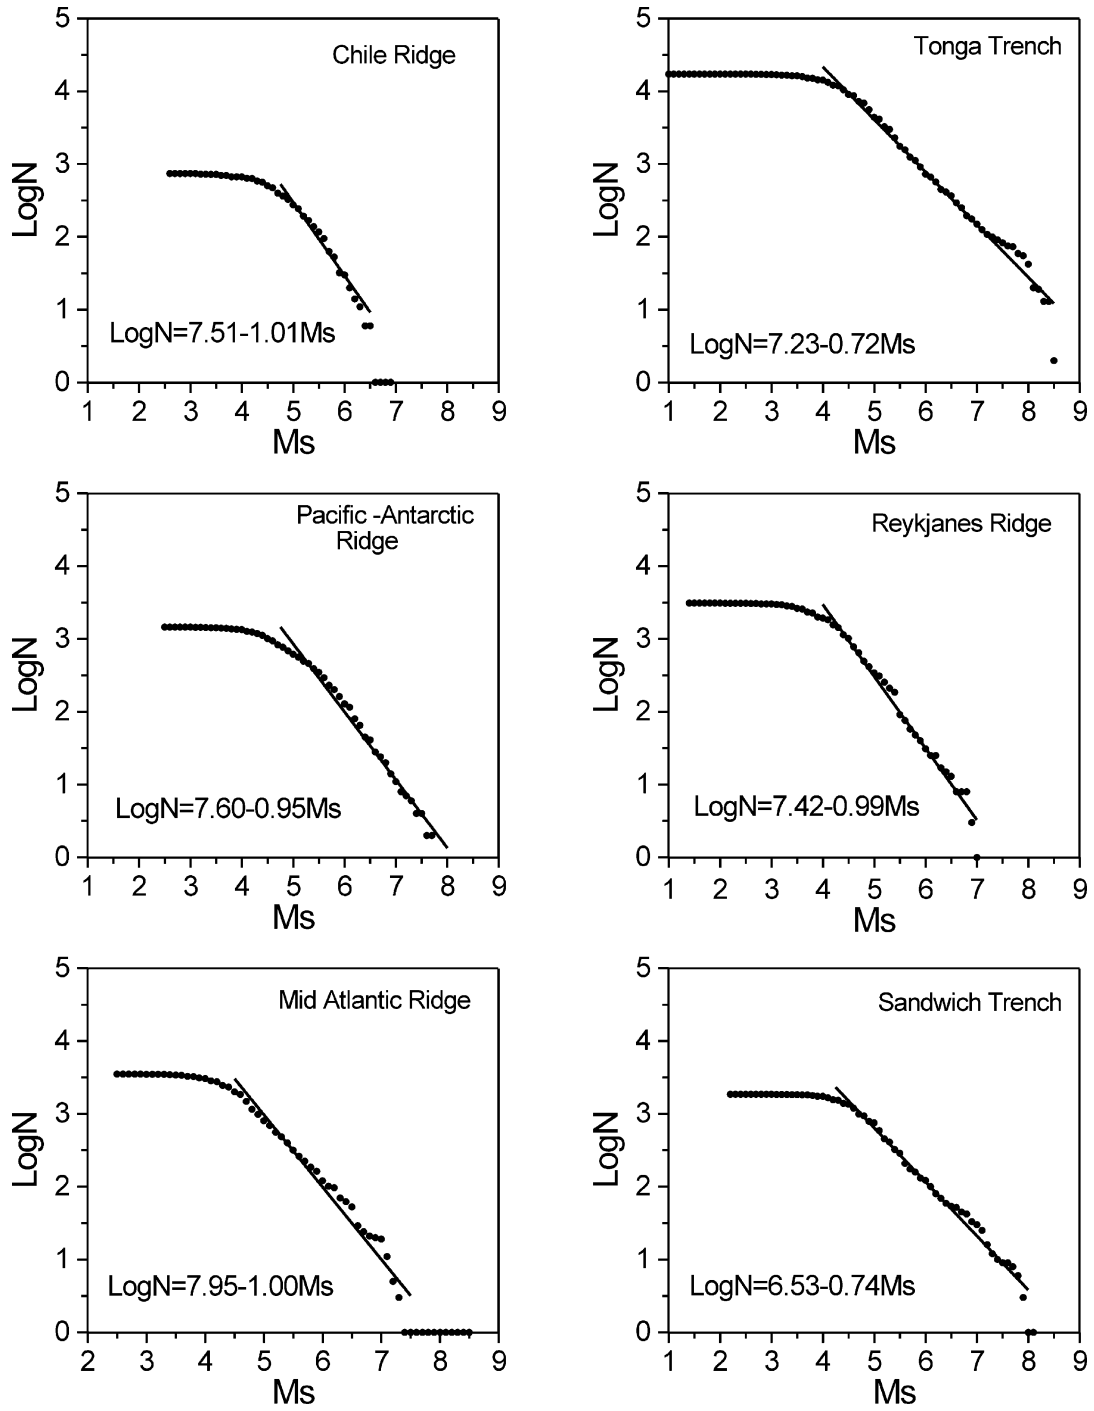 5
4
3
2
1
0
LogN
Chile Ridge
LogN=7.51-1.01Ms
1 2 3 4 5 6 7 8 9
Ms
5
4
3
2
1
0
LogN
Tonga Trench
LogN=7.23-0.72Ms
1 2 3 4 5 6 7 8 9
Ms
5
4
3
2
1
0
LogN
Pacific -Antarctic
Ridge
LogN=7.60-0.95Ms
1 2 3 4 5 6 7 8 9
Ms
5
4
3
2
1
0
LogN
Reykjanes Ridge
LogN=7.42-0.99Ms
1 2 3 4 5 6 7 8 9
Ms
5
4
3
2
1
0
LogN
Mid Atlantic Ridge
LogN=7.95-1.00Ms
2 3 4 5 6 7 8 9
Ms
5
4
3
2
1
0
LogN
Sandwich Trench
LogN=6.53-0.74Ms
1 2 3 4 5 6 7 8 9
Ms